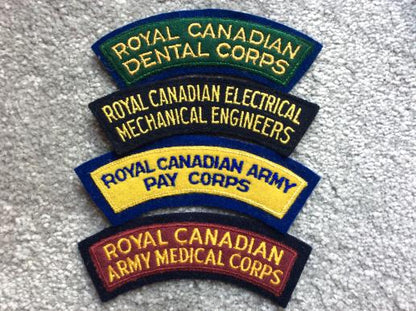 ROYAL CANADIAN
DENTAL CORPS
ROYAL CANADIAN ELECTRICAL
MECHANICAL ENGINEERS
ROYAL CANADIAN ARMY
PAY CORPS
ROYAL CANADIAN
ARMY MEDICAL CORPS